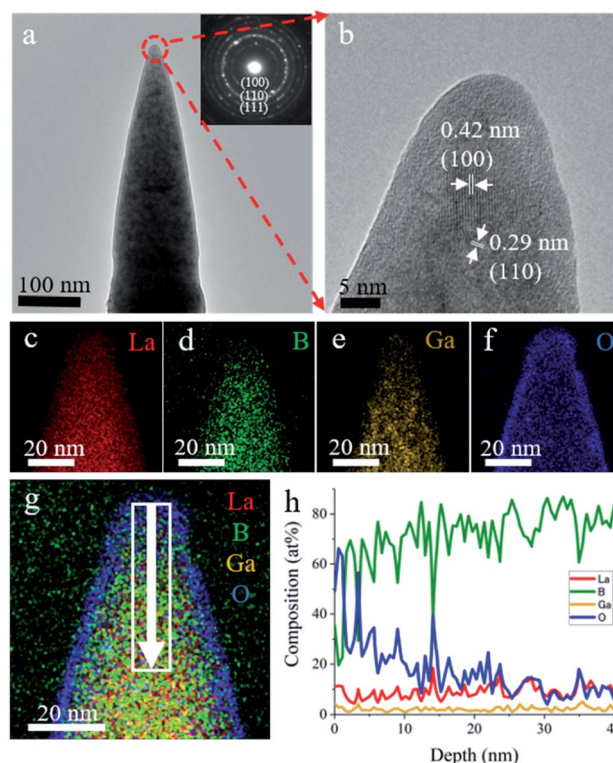 a
(100)
(110)
(111)
100 nm
b
0.42 nm
(100)
0.29 nm
(110)
5 nm
c
La
20 nm
d
B
20 nm
e
Ga
20 nm
f
O
20 nm
g
La
B
Ga
O
20 nm
h
Composition (at%)
80
60
40
20
0
0
10
20
30
40
La
B
Ga
O
Depth (nm)